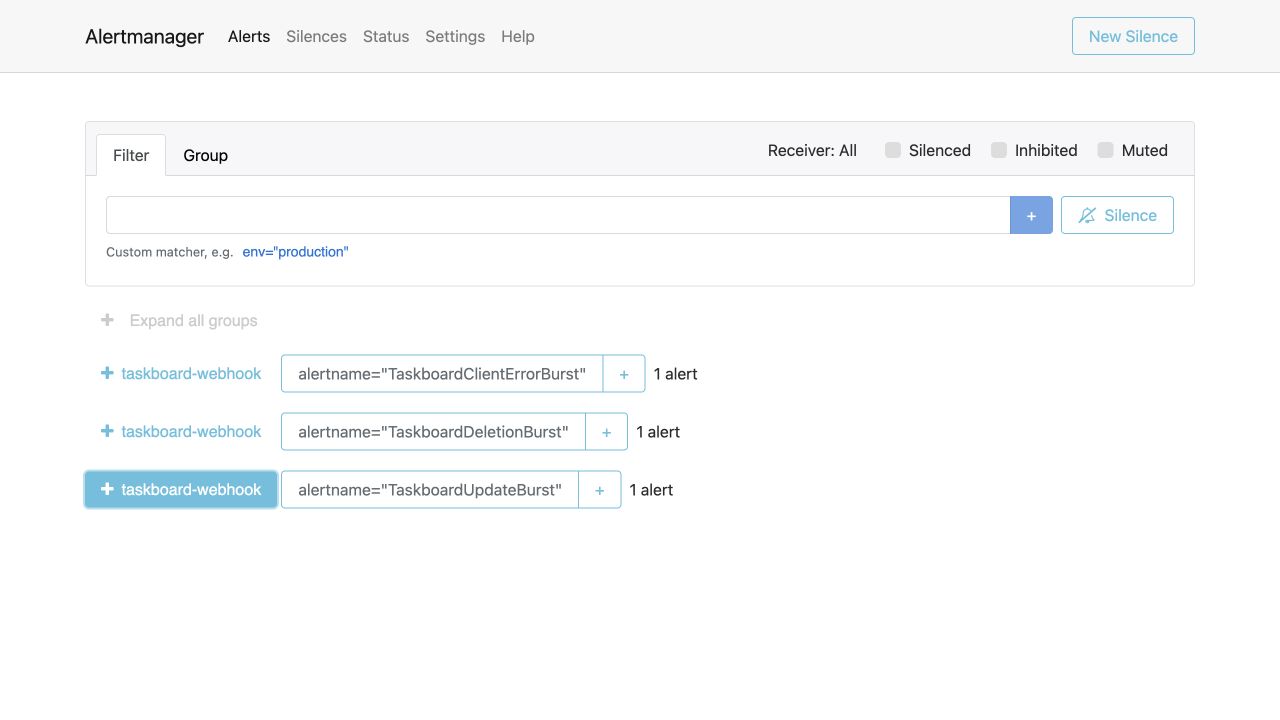 Alertmanager Alerts Silences Status Settings Help New Silence
Filter Group Receiver: All Silenced Inhibited Muted
+ Silence
Custom matcher, e.g. env="production"
+ Expand all groups
+ taskboard-webhook alertname="TaskboardClientErrorBurst" + 1 alert
+ taskboard-webhook alertname="TaskboardDeletionBurst" + 1 alert
+ taskboard-webhook alertname="TaskboardUpdateBurst" + 1 alert